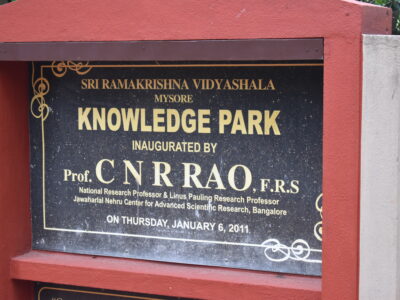 SRI RAMAKRISHNA VIDYASHALA
MYSORE
KNOWLEDGE PARK
INAUGURATED BY
Prof. C N R RAO, F.R.S
National Research Professor & Linus Pauling Research Professor
Jawaharlal Nehru Center for Advanced Scientific Research, Bangalore
ON THURSDAY, JANUARY 6, 2011